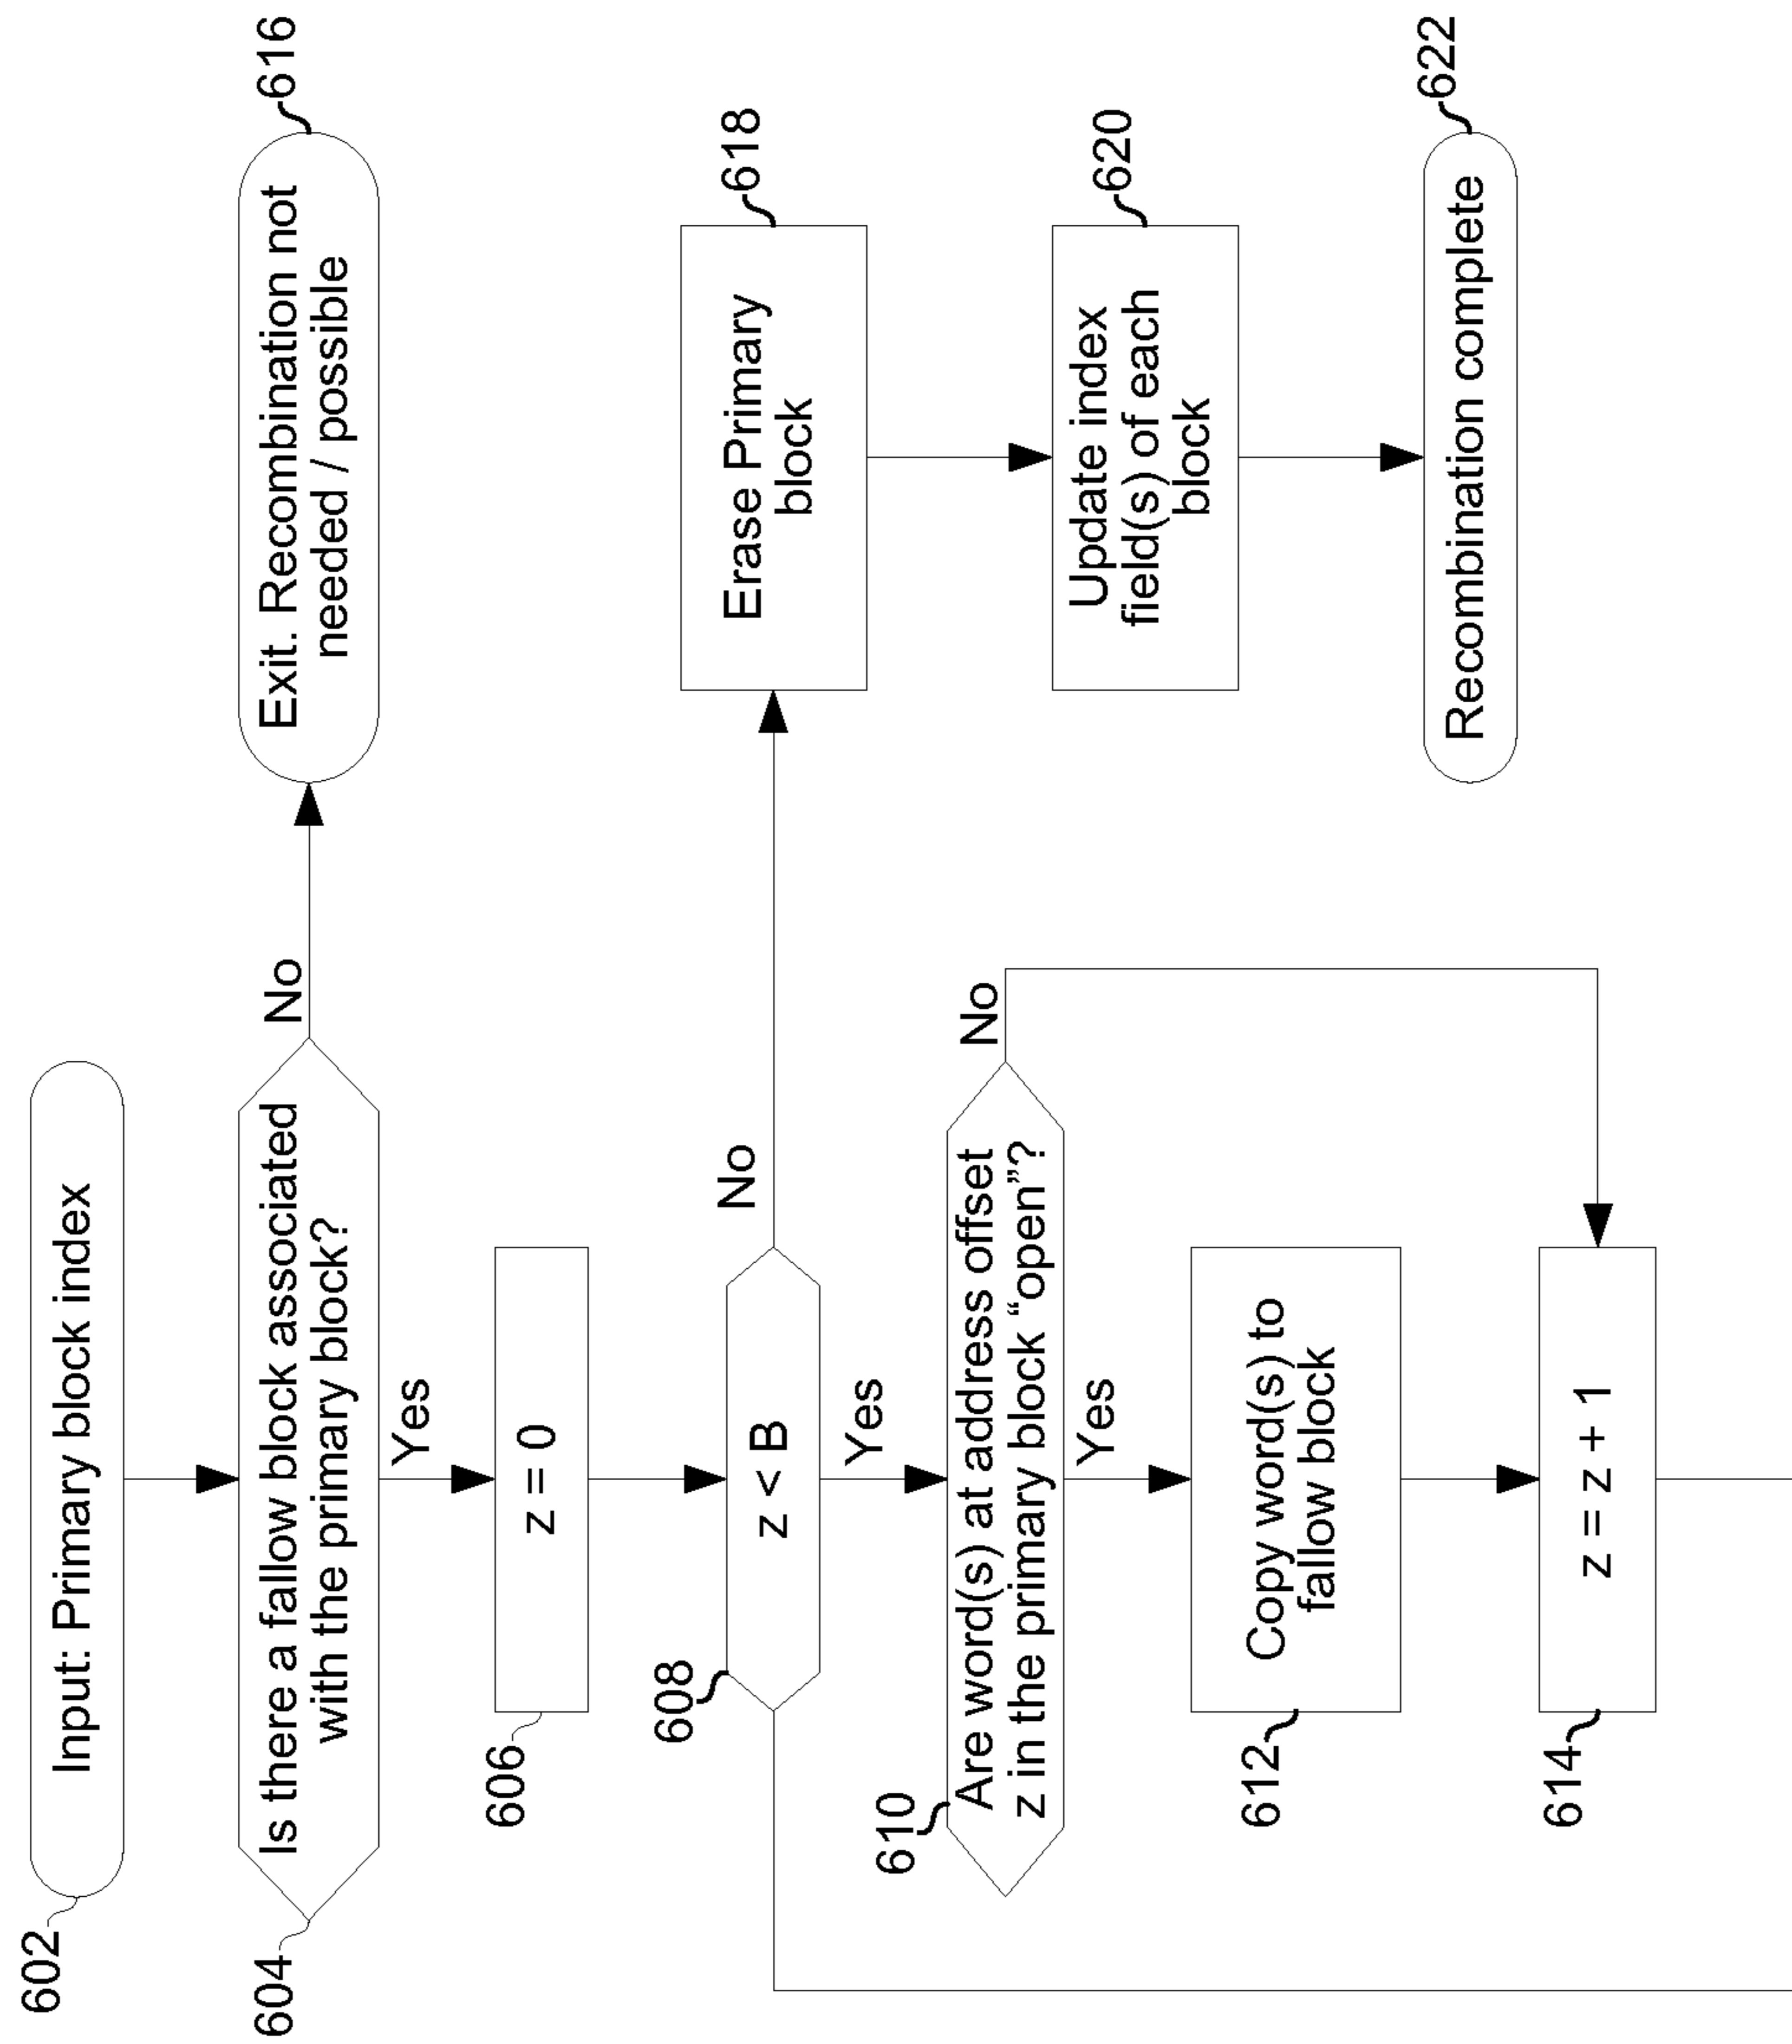 602
Input: Primary block index
604
Is there a fallow block associated
with the primary block?
No
Exit. Recombination not
needed / possible
616
Yes
606
z = 0
608
z < B
No
Erase Primary
block
618
Yes
610
Are word(s) at address offset
z in the primary block “open”?
No
Update index
field(s) of each
block
620
Yes
612
Copy word(s) to
fallow block
Recombination complete
622
614
z = z + 1